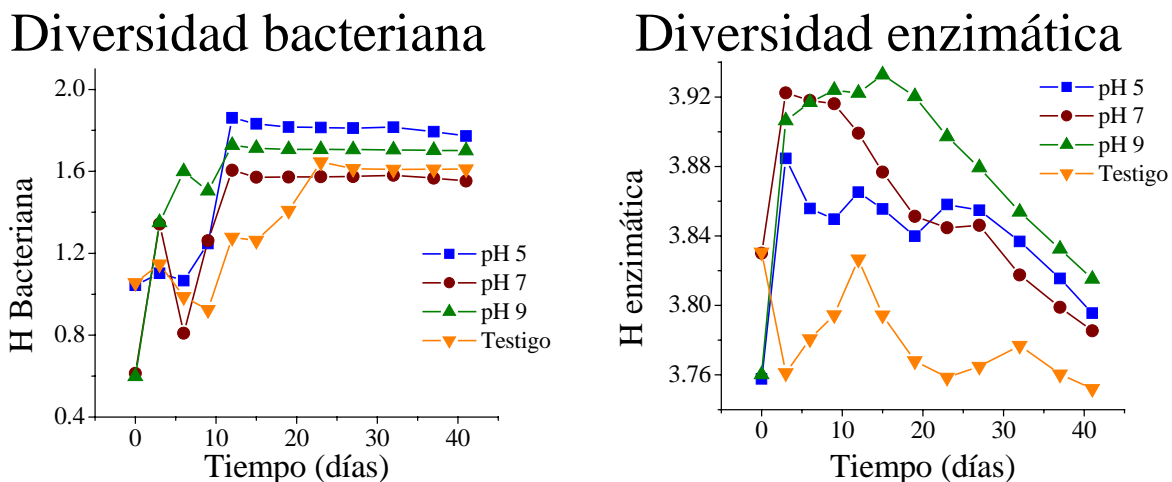 Diversidad bacteriana
2.0
1.6
1.2
0.8
0.4
H Bacteriana
pH 5
pH 7
pH 9
Testigo
0 10 20 30 40
Tiempo (días)
Diversidad enzimática
3.92
3.88
3.84
3.80
3.76
H enzimática
pH 5
pH 7
pH 9
Testigo
0 10 20 30 40
Tiempo (días)